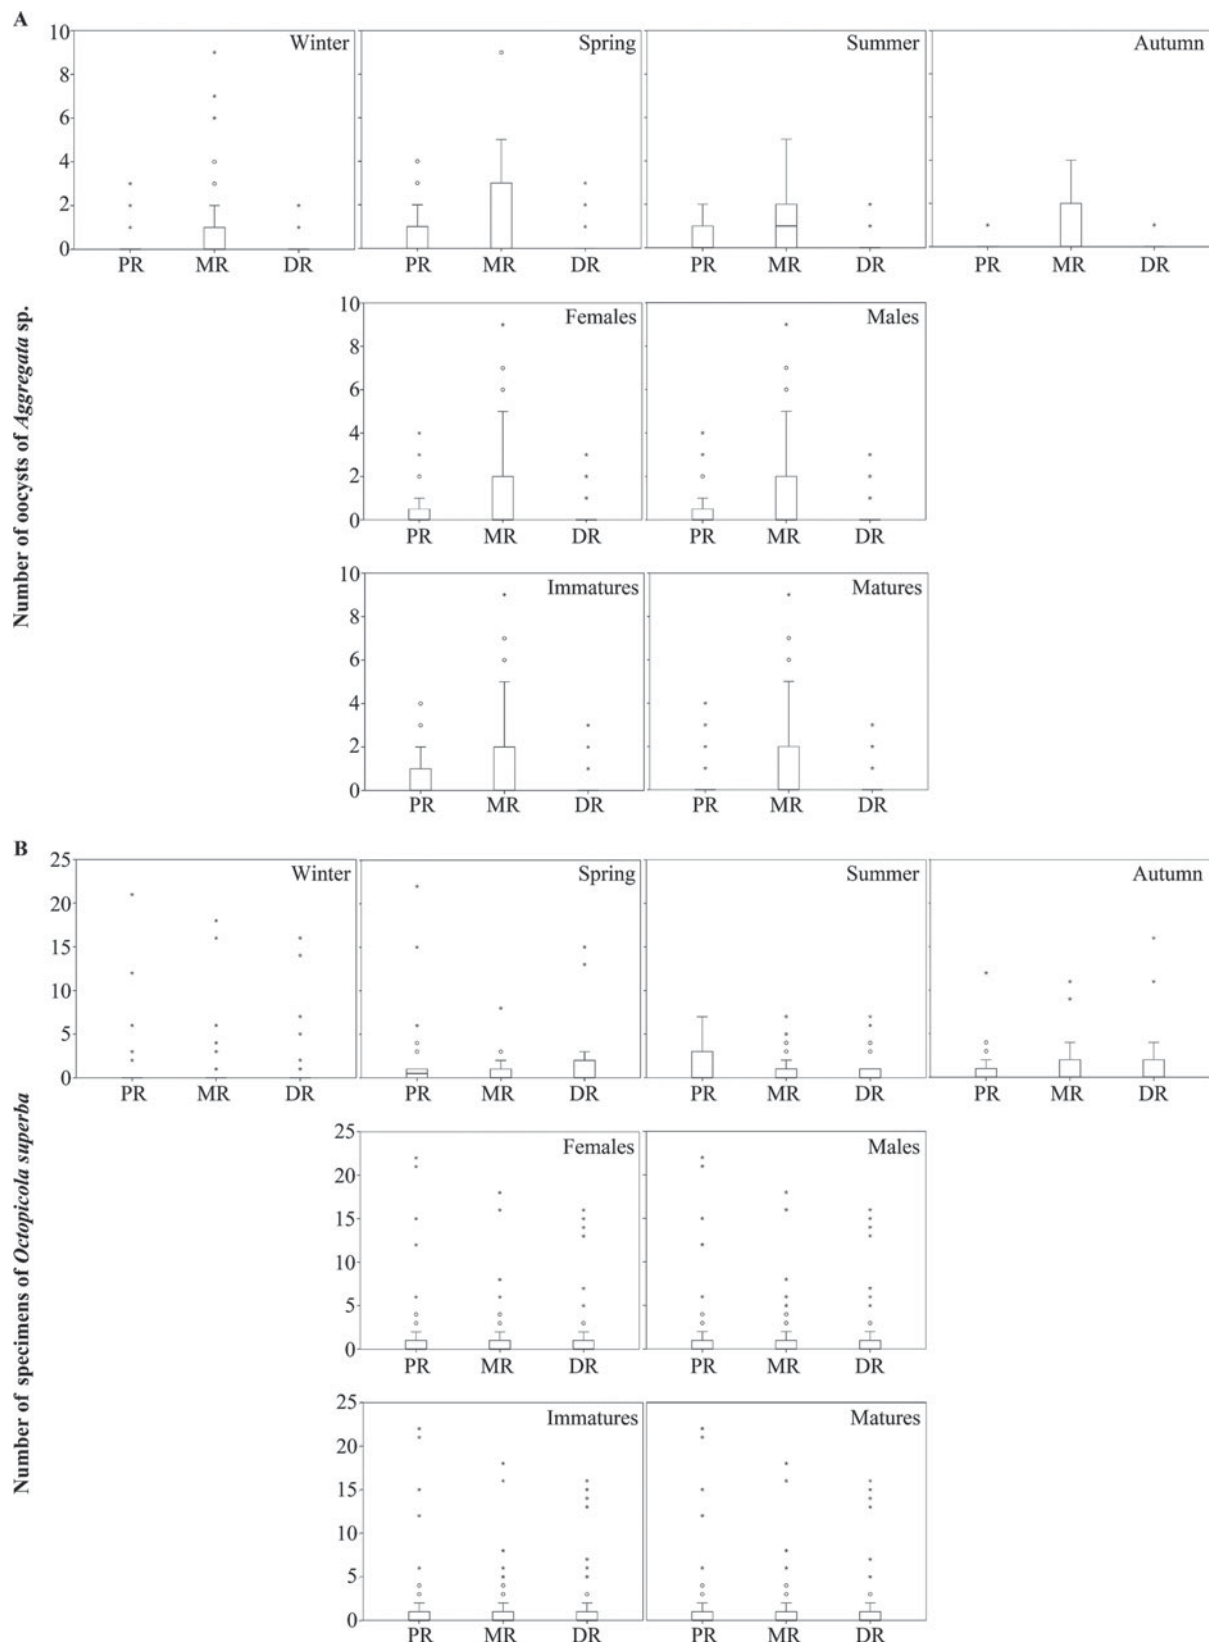 A
Winter Spring Summer Autumn
10
8
6
4
2
0
PR MR DR PR MR DR PR MR DR PR MR DR
Number of oocysts of Aggregata sp.
Females Males
10
8
6
4
2
0
PR MR DR PR MR DR
Immatures Matures
10
8
6
4
2
0
PR MR DR PR MR DR
B
Winter Spring Summer Autumn
25
20
15
10
5
0
PR MR DR PR MR DR PR MR DR PR MR DR
Number of specimens of Octopicola superba
Females Males
25
20
15
10
5
0
PR MR DR PR MR DR
Immatures Matures
25
20
15
10
5
0
PR MR DR PR MR DR